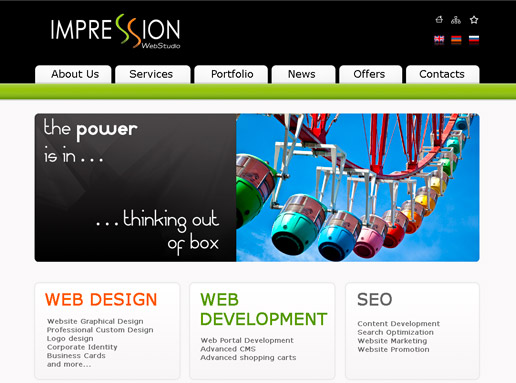 IMPRESSION
WebStudio
About Us
Services
Portfolio
News
Offers
Contacts
the power
is in . . .
. . . thinking out
of box
WEB DESIGN
Website Graphical Design
Professional Custom Design
Logo design
Corporate Identity
Business Cards
and more...
WEB
DEVELOPMENT
Web Portal Development
Advanced CMS
Advanced shopping carts
SEO
Content Development
Search Optimization
Website Marketing
Website Promotion